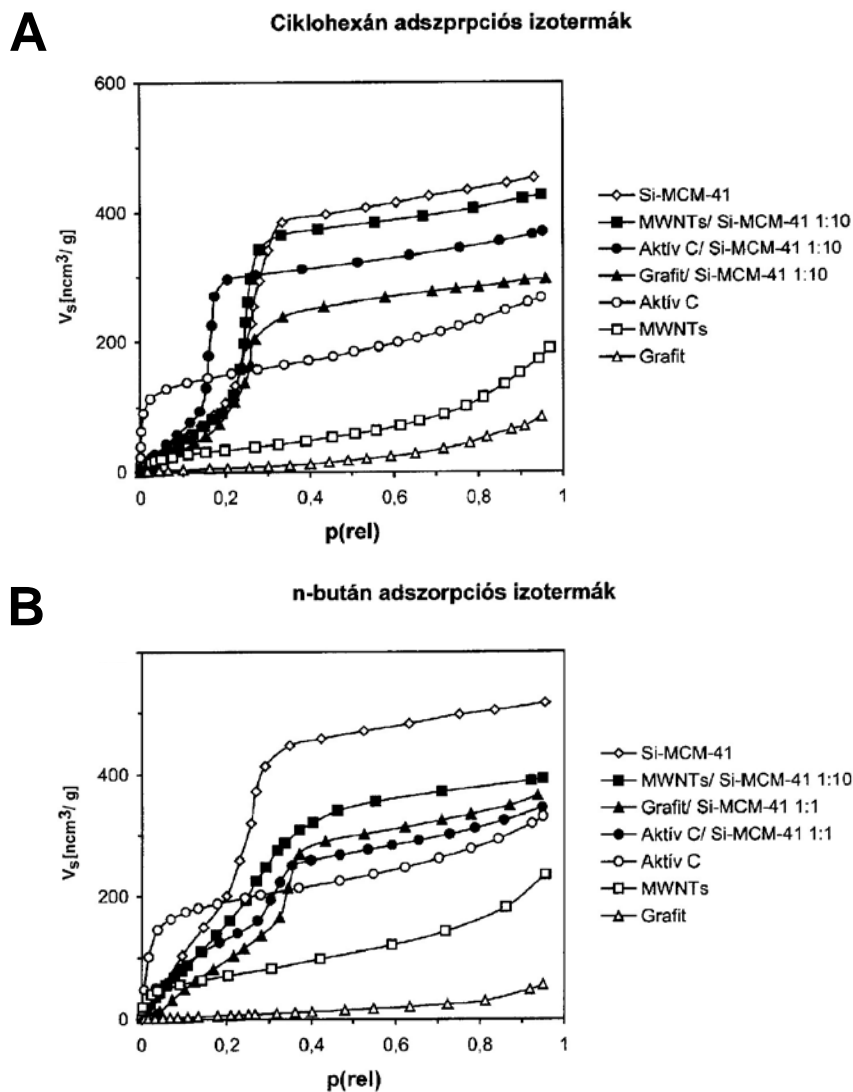 A
Ciklohexán adszprpciós izotermák
600
400
200
0
Vs[ncm³/ g]
0
0,2
0,4
0,6
0,8
1
p(rel)
Si-MCM-41
MWNTs/ Si-MCM-41 1:10
Aktív C/ Si-MCM-41 1:10
Grafit/ Si-MCM-41 1:10
Aktív C
MWNTs
Grafit
B
n-bután adszorpciós izotermák
400
200
0
Vs[ncm³/ g]
0
0,2
0,4
0,6
0,8
1
p(rel)
Si-MCM-41
MWNTs/ Si-MCM-41 1:10
Grafit/ Si-MCM-41 1:1
Aktív C/ Si-MCM-41 1:1
Aktív C
MWNTs
Grafit